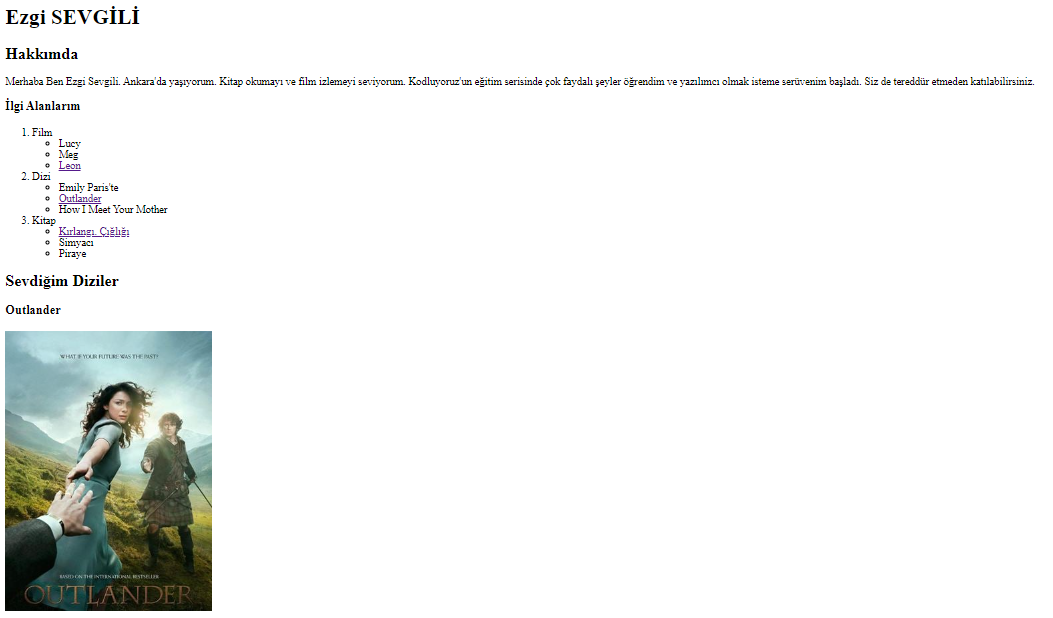 Ezgi SEVGİLİ
Hakkımda
Merhaba Ben Ezgi Sevgili. Ankara'da yaşıyorum. Kitap okumayı ve film izlemeyi seviyorum. Kodluyoruz'un eğitim serisinde çok faydalı şeyler öğrendim ve yazılımcı olmak isteme serüvenim başladı. Siz de tereddür etmeden katılabilirsiniz.
İlgi Alanlarım
1. Film
Lucy
Meg
Leon
2. Dizi
Emily Paris'te
Outlander
How I Meet Your Mother
3. Kitap
Kırlangı. Çığlığı
Simyacı
Piraye
Sevdiğim Diziler
Outlander
WHAT IF YOUR FUTURE WAS THE PAST?
BASED ON THE INTERNATIONAL BESTSELLER
OUTLANDER